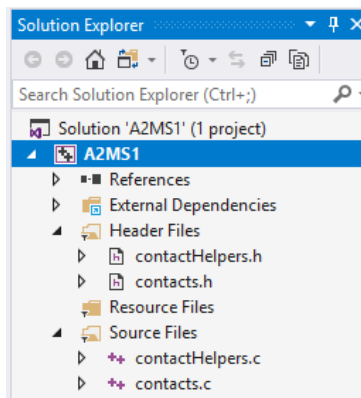 Solution Explorer
Search Solution Explorer (Ctrl+;)
Solution 'A2MS1' (1 project)
A2MS1
References
External Dependencies
Header Files
contactHelpers.h
contacts.h
Resource Files
Source Files
contactHelpers.c
contacts.c